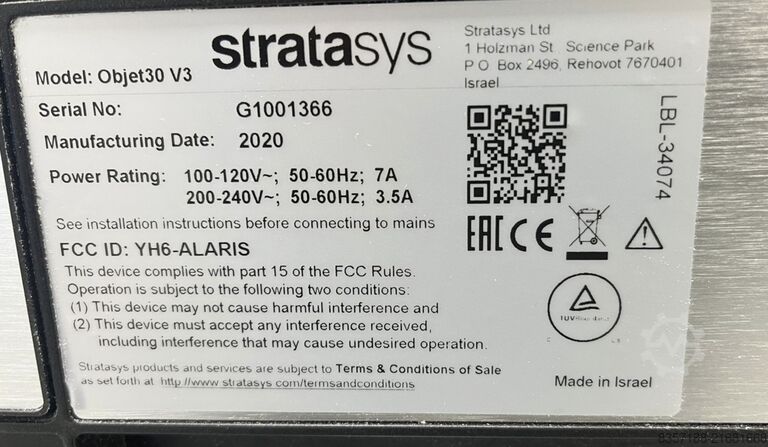 stratasys
Stratasys Ltd
1 Holzman St Science Park
P O Box 2496, Rehovot 7670401
Israel
Model: Objet30 V3
Serial No: G1001366
Manufacturing Date: 2020
Power Rating: 100-120V~; 50-60Hz; 7A
200-240V~; 50-60Hz; 3.5A
LBL-34074
See installation instructions before connecting to mains
EAC CE
FCC ID: YH6-ALARIS
This device complies with part 15 of the FCC Rules.
Operation is subject to the following two conditions:
(1) This device may not cause harmful interference and
(2) This device must accept any interference received,
including interference that may cause undesired operation.
TUV
C US
Stratasys products and services are subject to Terms & Conditions of Sale
as set forth at http://www stratasys com/termsandconditions
Made in Israel